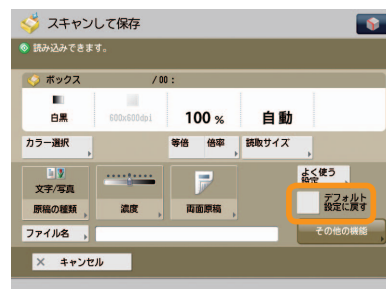 スキャンして保存
読み込みできます。
ボックス / 00 :
白黒 600x600dpi 100 % 自動
カラー選択 等倍 倍率 読取サイズ
よく使う
設定
文字/写真
デフォルト
設定に戻す
原稿の種類 濃度 両面原稿
ファイル名 その他の機能
× キャンセル